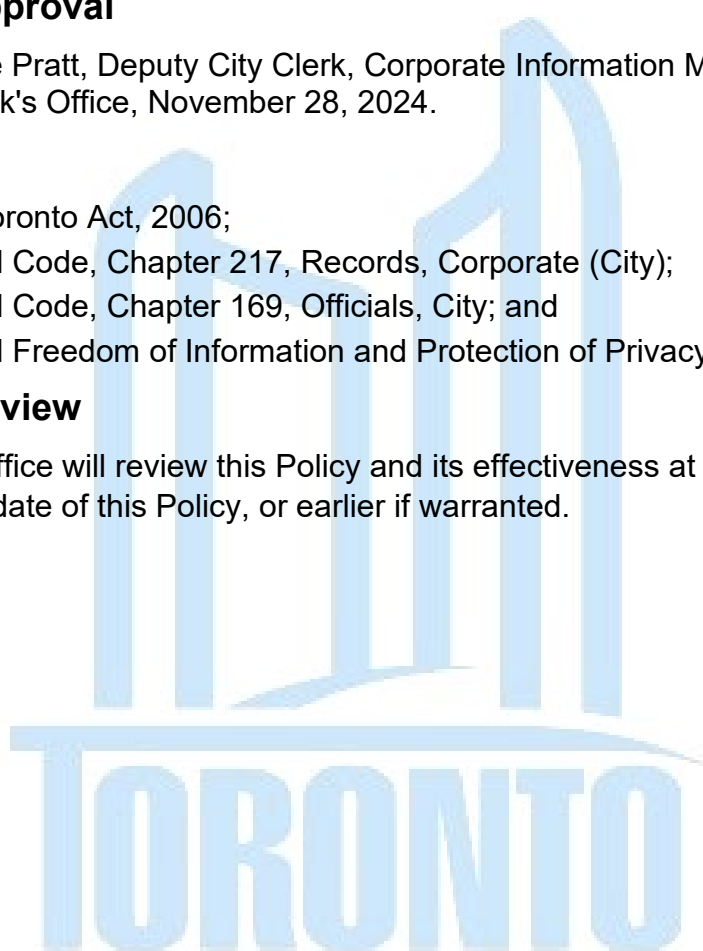 pproval
e Pratt, Deputy City Clerk, Corporate Information M
k's Office, November 28, 2024.
oronto Act, 2006;
l Code, Chapter 217, Records, Corporate (City);
l Code, Chapter 169, Officials, City; and
l Freedom of Information and Protection of Privacy
view
ffice will review this Policy and its effectiveness at
date of this Policy, or earlier if warranted.
TORONTO